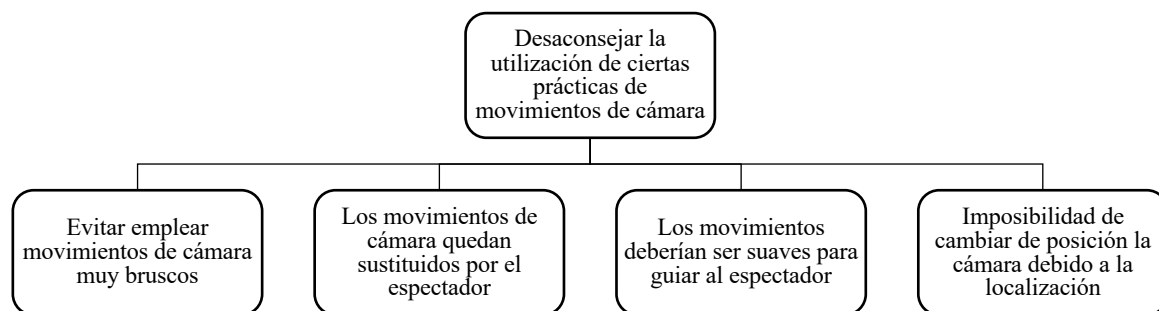 Desaconsejar la
utilización de ciertas
prácticas de
movimientos de cámara
Evitar emplear
movimientos de cámara
muy bruscos
Los movimientos de
cámara quedan
sustituidos por el
espectador
Los movimientos
deberían ser suaves para
guiar al espectador
Imposibilidad de
cambiar de posición la
cámara debido a la
localización